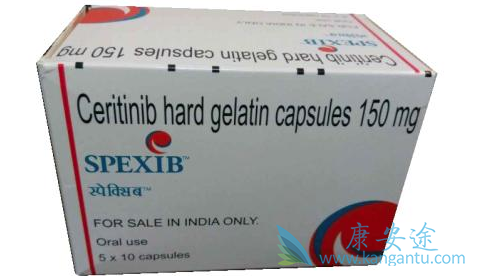 Ceritinib hard gelatin capsules 150 mg
SPEXIB™
Ceritinib hard gelatin capsules 150 mg
SPEXIB™
स्पेक्सिब™
FOR SALE IN INDIA ONLY.
Oral use
5 x 10 capsules
康安途
www.kangantu.com